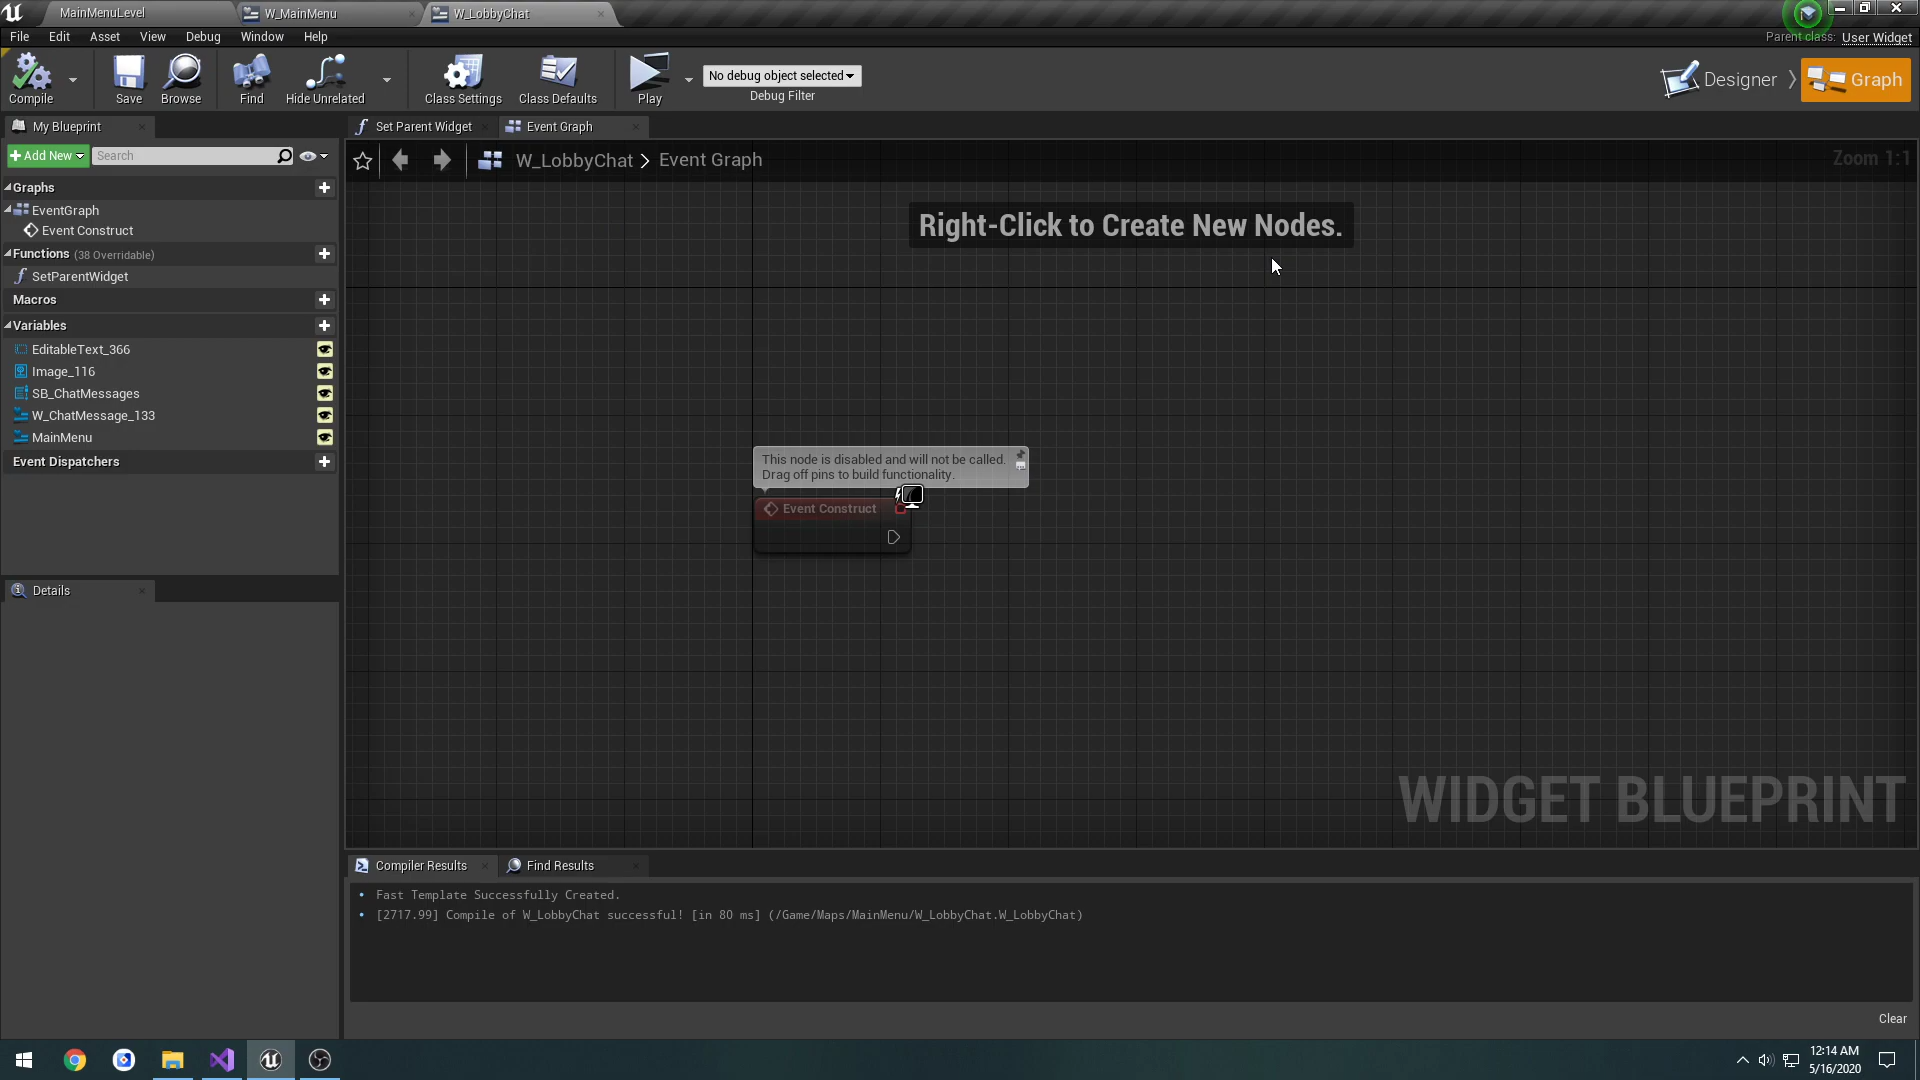 MainMenuLevel
W_MainMenu
W_LobbyChat
File Edit Asset View Debug Window Help
Parent class: User Widget
Compile
Save
Browse
Find
Hide Unrelated
Class Settings
Class Defaults
Play
No debug object selected
Debug Filter
Designer
Graph
My Blueprint
Set Parent Widget
Event Graph
Add New
Search
W_LobbyChat > Event Graph
Zoom 1:1
Graphs
EventGraph
Event Construct
Functions (38 Overridable)
SetParentWidget
Macros
Variables
EditableText_366
Image_116
SB_ChatMessages
W_ChatMessage_133
MainMenu
Event Dispatchers
Right-Click to Create New Nodes.
This node is disabled and will not be called.
Drag off pins to build functionality.
Event Construct
WIDGET BLUEPRINT
Details
Compiler Results
Find Results
• Fast Template Successfully Created.
• [2717.99] Compile of W_LobbyChat successful! [in 80 ms] (/Game/Maps/MainMenu/W_LobbyChat.W_LobbyChat)
Clear
12:14 AM
5/16/2020